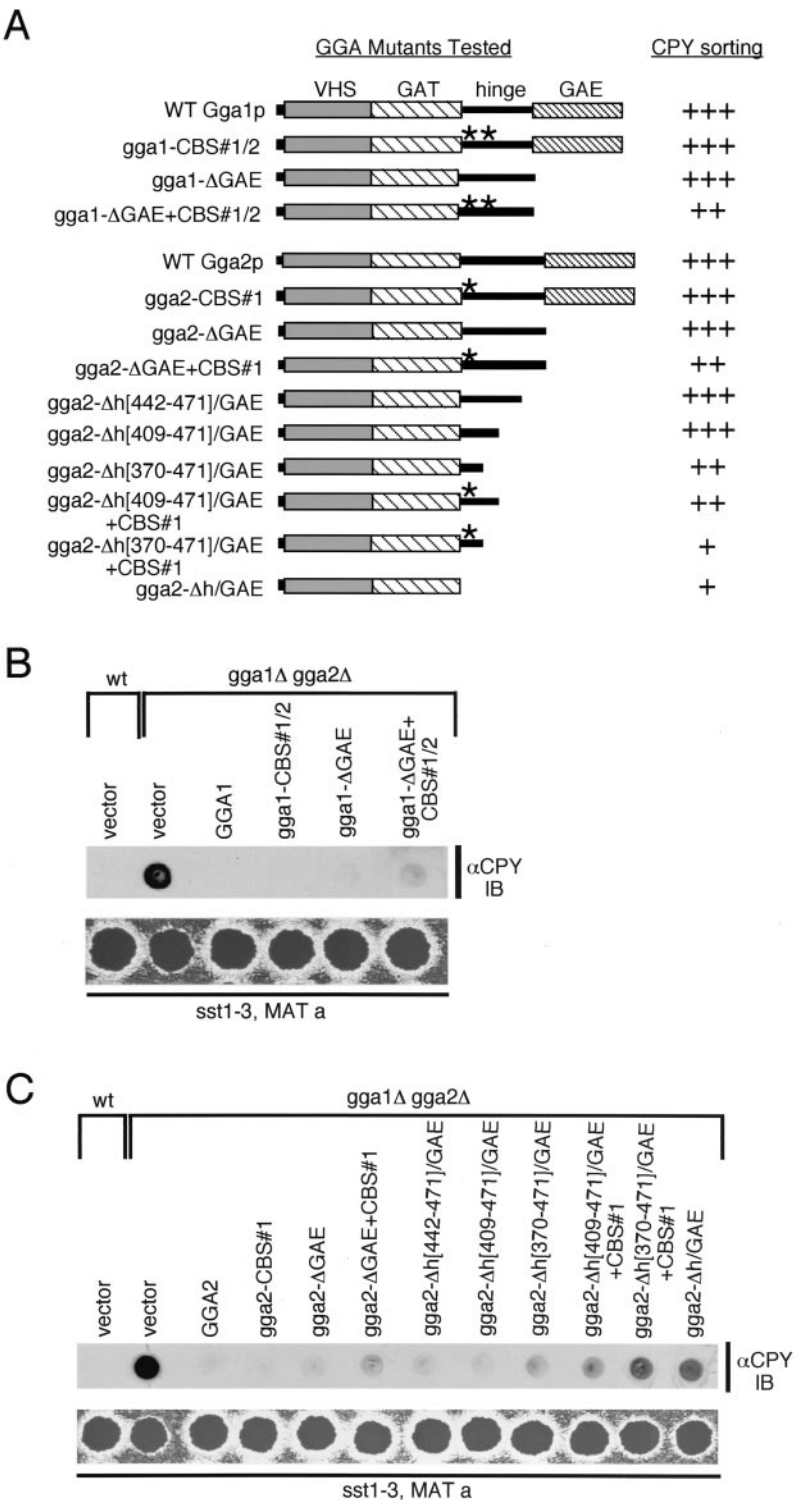 A
GGA Mutants Tested CPY sorting
VHS GAT hinge GAE
WT Gga1p +++
gga1-CBS#1/2 ** +++
gga1-ΔGAE +++
gga1-ΔGAE+CBS#1/2 ** ++
WT Gga2p +++
gga2-CBS#1 * +++
gga2-ΔGAE +++
gga2-ΔGAE+CBS#1 * ++
gga2-Δh[442-471]/GAE +++
gga2-Δh[409-471]/GAE +++
gga2-Δh[370-471]/GAE ++
gga2-Δh[409-471]/GAE * ++
+CBS#1
gga2-Δh[370-471]/GAE * +
+CBS#1
gga2-Δh/GAE +
B
wt gga1Δ gga2Δ
vector
vector
GGA1
gga1-CBS#1/2
gga1-ΔGAE
gga1-ΔGAE+
CBS#1/2
αCPY
IB
sst1-3, MAT a
C
wt gga1Δ gga2Δ
vector
vector
GGA2
gga2-CBS#1
gga2-ΔGAE
gga2-ΔGAE+CBS#1
gga2-Δh[442-471]/GAE
gga2-Δh[409-471]/GAE
gga2-Δh[370-471]/GAE
gga2-Δh[409-471]/GAE
+CBS#1
gga2-Δh[370-471]/GAE
+CBS#1
gga2-Δh/GAE
αCPY
IB
sst1-3, MAT a